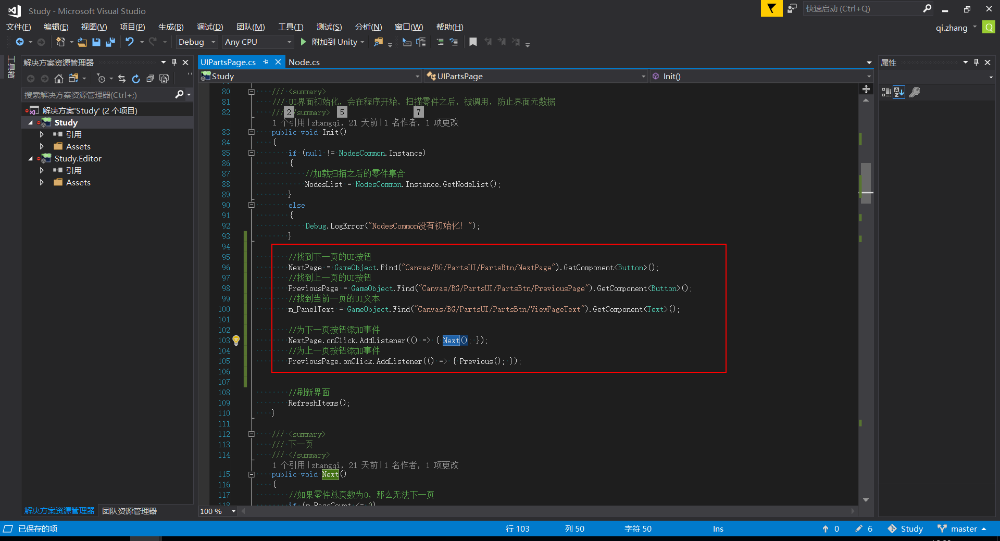 Study - Microsoft Visual Studio
快速启动 (Ctrl+Q)
文件(F) 编辑(E) 视图(V) 项目(P) 生成(B) 调试(D) 团队(M) 工具(T) 测试(S) 分析(N) 窗口(W) 帮助(H)
qi.zhang
Q
Debug Any CPU 附加到 Unity
工具箱
解决方案资源管理器
搜索解决方案资源管理器(Ctrl+;)
解决方案'Study' (2 个项目)
Study
引用
Assets
Study.Editor
引用
Assets
解决方案资源管理器 团队资源管理器
UIPartsPage.cs Node.cs
Study UIPartsPage Init()
80 /// <summary>
81 /// UI界面初始化，会在程序开始，扫描零件之后，被调用，防止界面无数据
82 /// 2/summary> 5 7
1 个引用|zhangqi，21 天前|1 名作者，1 项更改
83 public void Init()
84 {
85 if (null != NodesCommon.Instance)
86 {
87 //加载扫描之后的零件集合
88 NodesList = NodesCommon.Instance.GetNodeList();
89 }
90 else
91 {
92 Debug.LogError("NodesCommon没有初始化！");
93 }
94
95 //找到下一页的UI按钮
96 NextPage = GameObject.Find("Canvas/BG/PartsUI/PartsBtn/NextPage").GetComponent<Button>();
97 //找到上一页的UI按钮
98 PreviousPage = GameObject.Find("Canvas/BG/PartsUI/PartsBtn/PreviousPage").GetComponent<Button>();
99 //找到当前一页的UI文本
100 m_PanelText = GameObject.Find("Canvas/BG/PartsUI/PartsBtn/ViewPageText").GetComponent<Text>();
101
102 //为下一页按钮添加事件
103 NextPage.onClick.AddListener(() => { Next(); });
104 //为上一页按钮添加事件
105 PreviousPage.onClick.AddListener(() => { Previous(); });
106
107
108 //刷新界面
109 RefreshItems();
110 }
111
112 /// <summary>
113 /// 下一页
114 /// </summary>
1 个引用|zhangqi，21 天前|1 名作者，1 项更改
115 public void Next()
116 {
117 //如果零件总页数为0，那么无法下一页
118 if (m_PageCount <= 0)
100 %
属性
已保存的项 行 103 列 50 字符 50 Ins 0 6 Study master